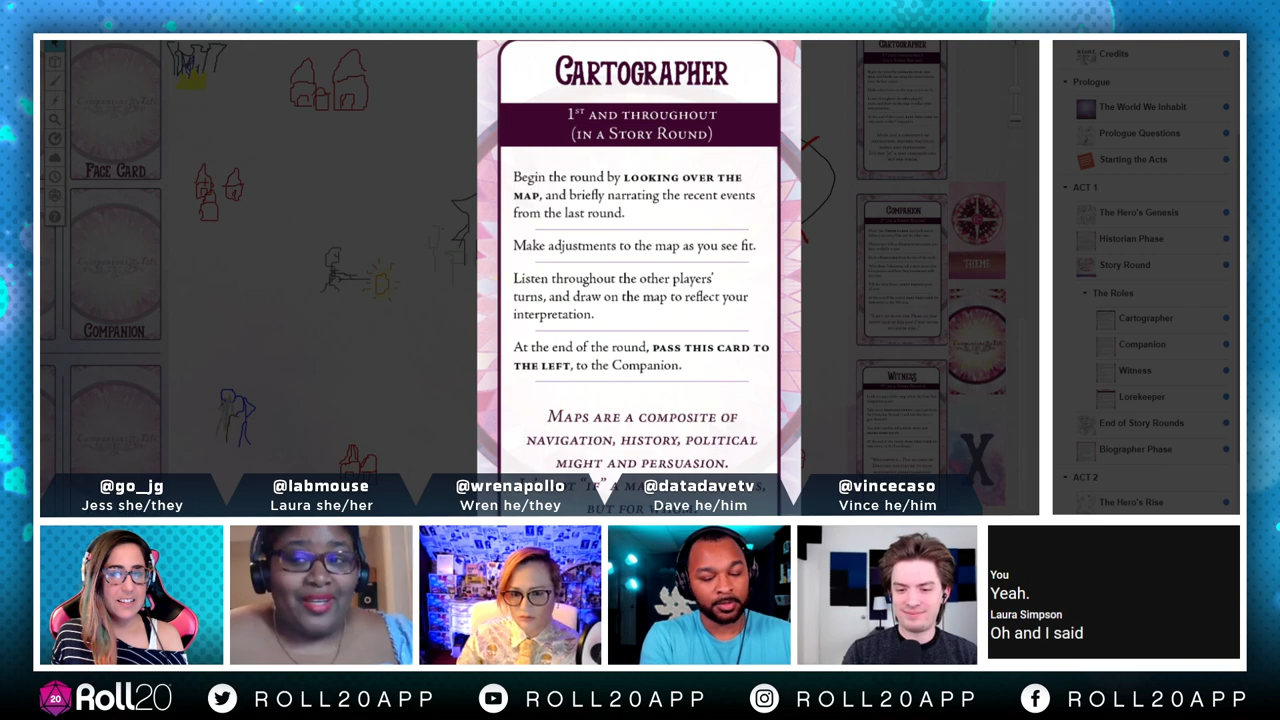 CARTOGRAPHER
1ST AND THROUGHOUT
(IN A STORY ROUND)
Begin the round by LOOKING OVER THE
MAP, and briefly narrating the recent events
from the last round.
Make adjustments to the map as you see fit.
Listen throughout the other players'
turns, and draw on the map to reflect your
interpretation.
At the end of the round, PASS THIS CARD TO
THE LEFT, to the Companion.
MAPS ARE A COMPOSITE OF
NAVIGATION, HISTORY, POLITICAL
MIGHT AND PERSUASION.
FACE CARD
COMPANION
CARTOGRAPHER
COMPANION
THEME
WITNESS
X
Credits
Prologue
The World We Inhabit
Prologue Questions
Starting the Acts
ACT 1
The Hero's Genesis
Historian Phase
Story Round
The Roles
Cartographer
Companion
Witness
Lorekeeper
End of Story Rounds
Biographer Phase
ACT 2
The Hero's Rise
@go_jg
Jess she/they
@labmouse
Laura she/her
@wrenapollo
Wren he/they
@datadavetv
Dave he/him
@vincecaso
Vince he/him
You
Yeah.
Laura Simpson
Oh and I said
20
Roll20
ROLL20APP
ROLL20APP
ROLL20APP
ROLL20APP